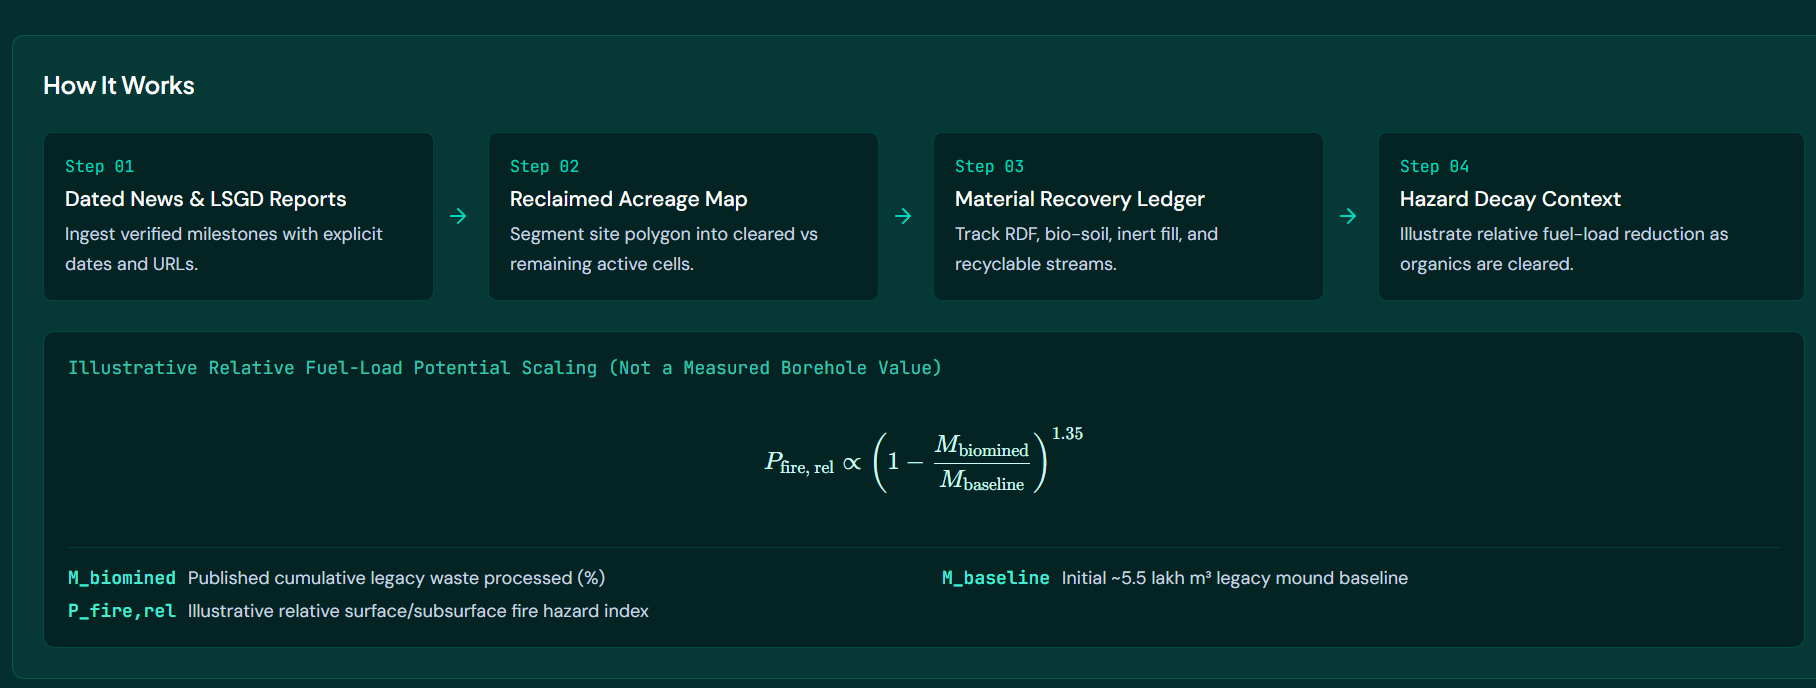 How It Works
Step 01
Dated News & LSGD Reports
Ingest verified milestones with explicit
dates and URLs.
→
Step 02
Reclaimed Acreage Map
Segment site polygon into cleared vs
remaining active cells.
→
Step 03
Material Recovery Ledger
Track RDF, bio-soil, inert fill, and
recyclable streams.
→
Step 04
Hazard Decay Context
Illustrate relative fuel-load reduction as
organics are cleared.
Illustrative Relative Fuel-Load Potential Scaling (Not a Measured Borehole Value)
P_fire, rel ∝ (1 − M_biomined / M_baseline)^1.35
M_biomined Published cumulative legacy waste processed (%)
M_baseline Initial ~5.5 lakh m³ legacy mound baseline
P_fire,rel Illustrative relative surface/subsurface fire hazard index